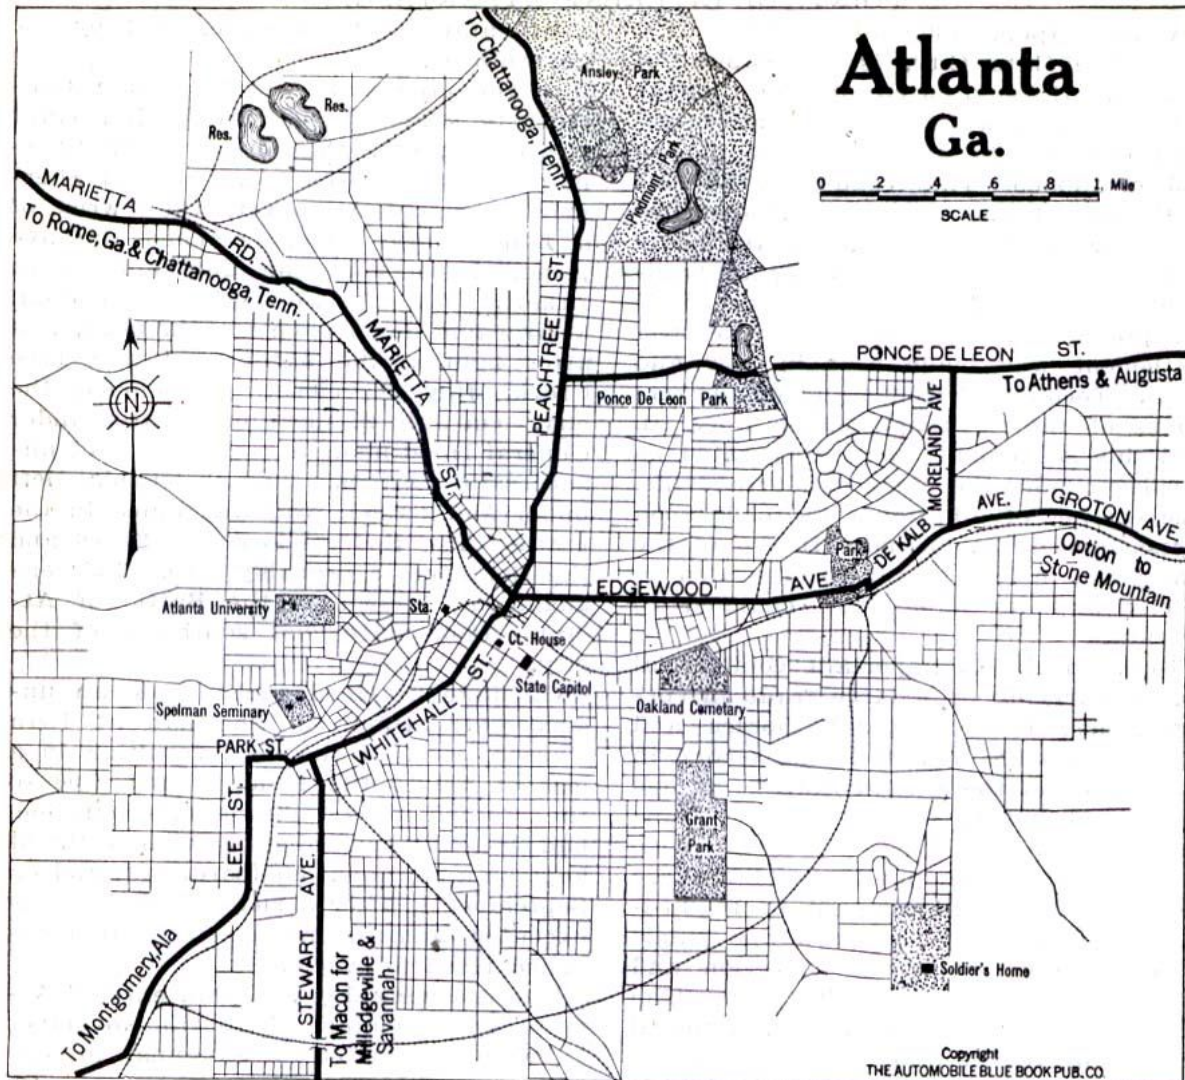 Atlanta
Ga.
0 .2 .4 .6 .8 1. Mile
SCALE
To Chattanooga, Tenn.
Ansley Park
Piedmont Park
Res.
Res.
MARIETTA
RD.
To Rome, Ga. & Chattanooga, Tenn.
MARIETTA
ST.
PEACHTREE ST.
N
PONCE DE LEON ST.
To Athens & Augusta
Ponce De Leon Park
MORELAND AVE
DE KALB
AVE.
GROTON AVE.
Option to
Stone Mountain
Park
EDGEWOOD AVE
Atlanta University
Sta.
Ct. House
State Capitol
Spelman Seminary
Oakland Cemetary
WHITEHALL ST.
PARK ST.
LEE ST.
STEWART AVE.
Grant
Park
Soldier's Home
To Montgomery, Ala
To Macon for
Milledgeville &
Savannah
Copyright
THE AUTOMOBILE BLUE BOOK PUB. CO.